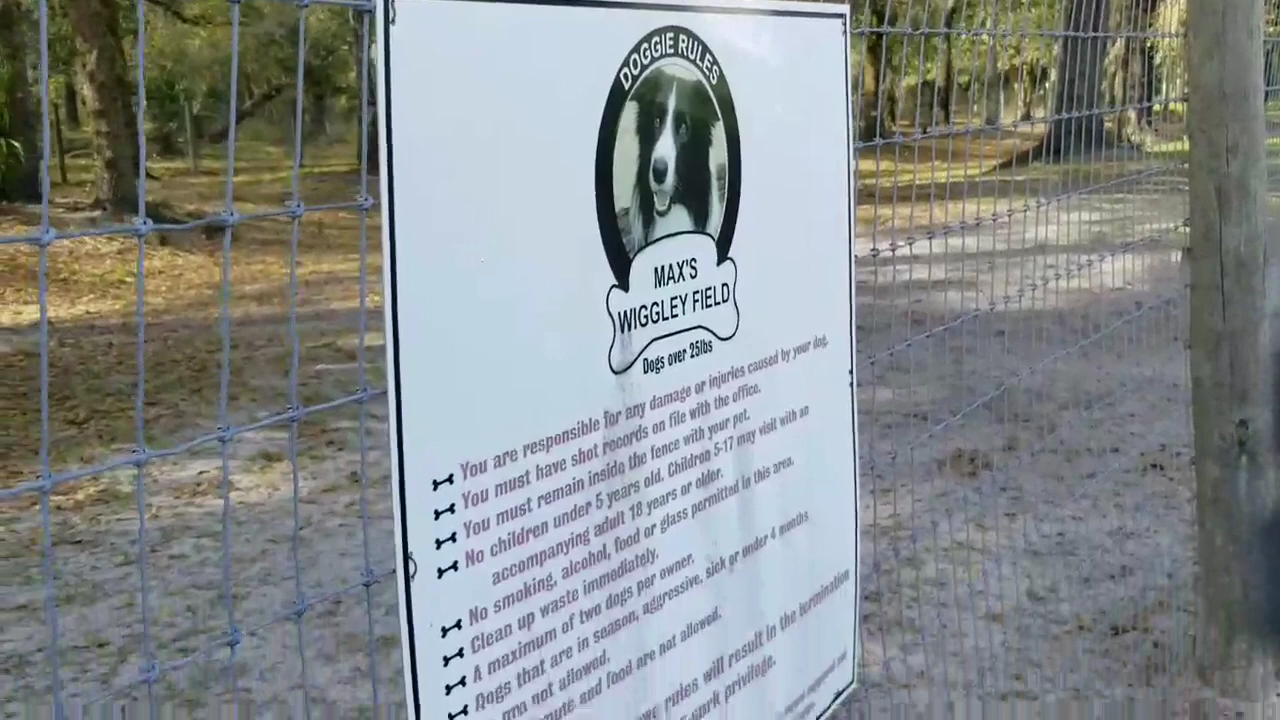 DOGGIE RULES
MAX'S
WIGGLEY FIELD
Dogs over 25lbs
You are responsible for any damage or injuries caused by your dog.
You must have shot records on file with the office.
You must remain inside the fence with your pet.
No children under 5 years old. Children 5-17 may visit with an
accompanying adult 18 years or older.
No smoking, alcohol, food or glass permitted in this area.
Clean up waste immediately.
A maximum of two dogs per owner.
Dogs that are in season, aggressive, sick or under 4 months
not allowed.
and food are not allowed.
rules will result in the termination
park privilege.